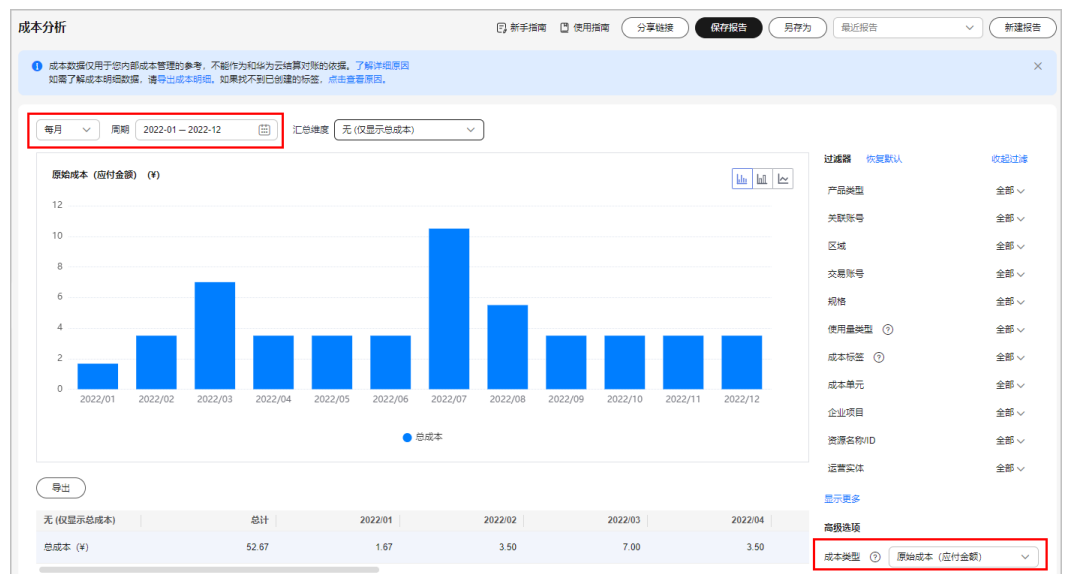 成本分析 新手指南 使用指南 分享链接 保存报告 另存为 最近报告 新建报告
成本数据仅用于您内部成本管理的参考，不能作为和华为云结算对账的依据。了解详细原因
如需了解成本明细数据，请导出成本明细。如果找不到已创建的标签，点击查看原因。
每月 周期 2022-01 — 2022-12 汇总维度 无 (仅显示总成本)
过滤器 恢复默认 收起过滤
原始成本（应付金额） (¥)
12
10
8
6
4
2
0
2022/01 2022/02 2022/03 2022/04 2022/05 2022/06 2022/07 2022/08 2022/09 2022/10 2022/11 2022/12
总成本
产品类型 全部
关联账号 全部
区域 全部
交易账号 全部
规格 全部
使用量类型 全部
成本标签 全部
成本单元 全部
企业项目 全部
资源名称/ID 全部
运营实体 全部
显示更多
高级选项
成本类型 原始成本（应付金额）
导出
无 (仅显示总成本) 总计 2022/01 2022/02 2022/03 2022/04
总成本 (¥) 52.67 1.67 3.50 7.00 3.50